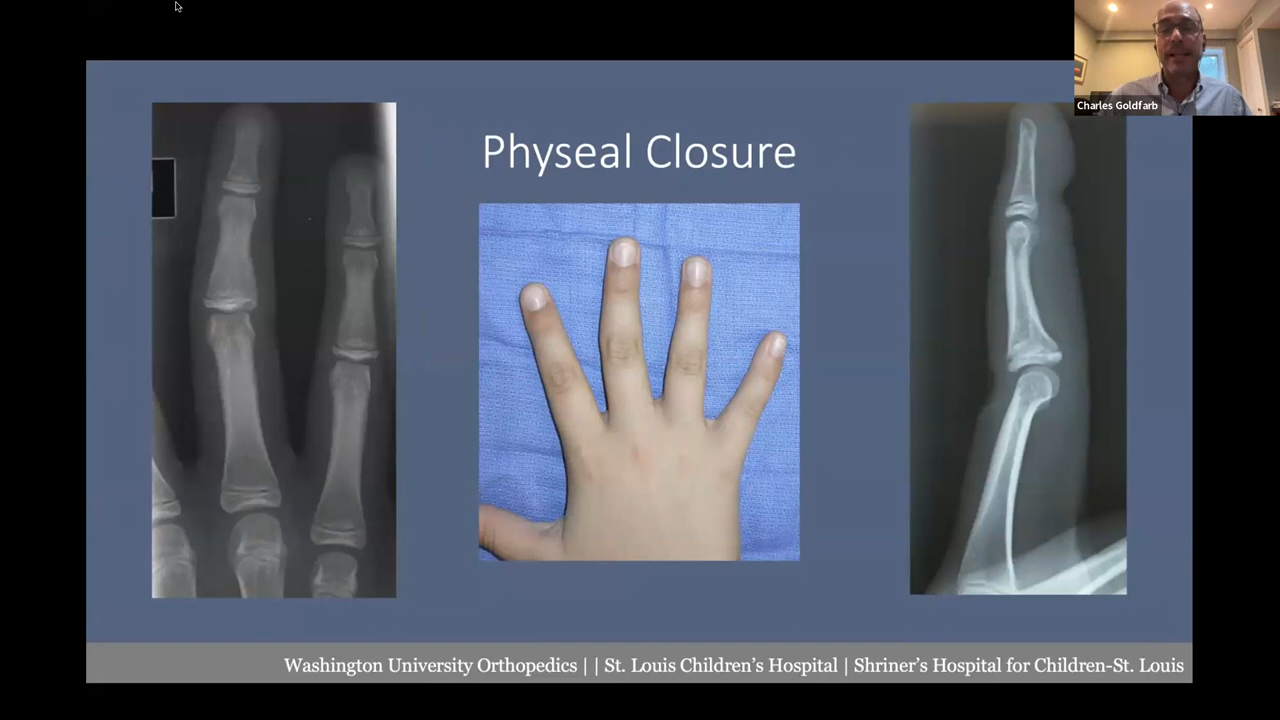 Charles Goldfarb
Physeal Closure
Washington University Orthopedics | | St. Louis Children’s Hospital | Shriner’s Hospital for Children-St. Louis